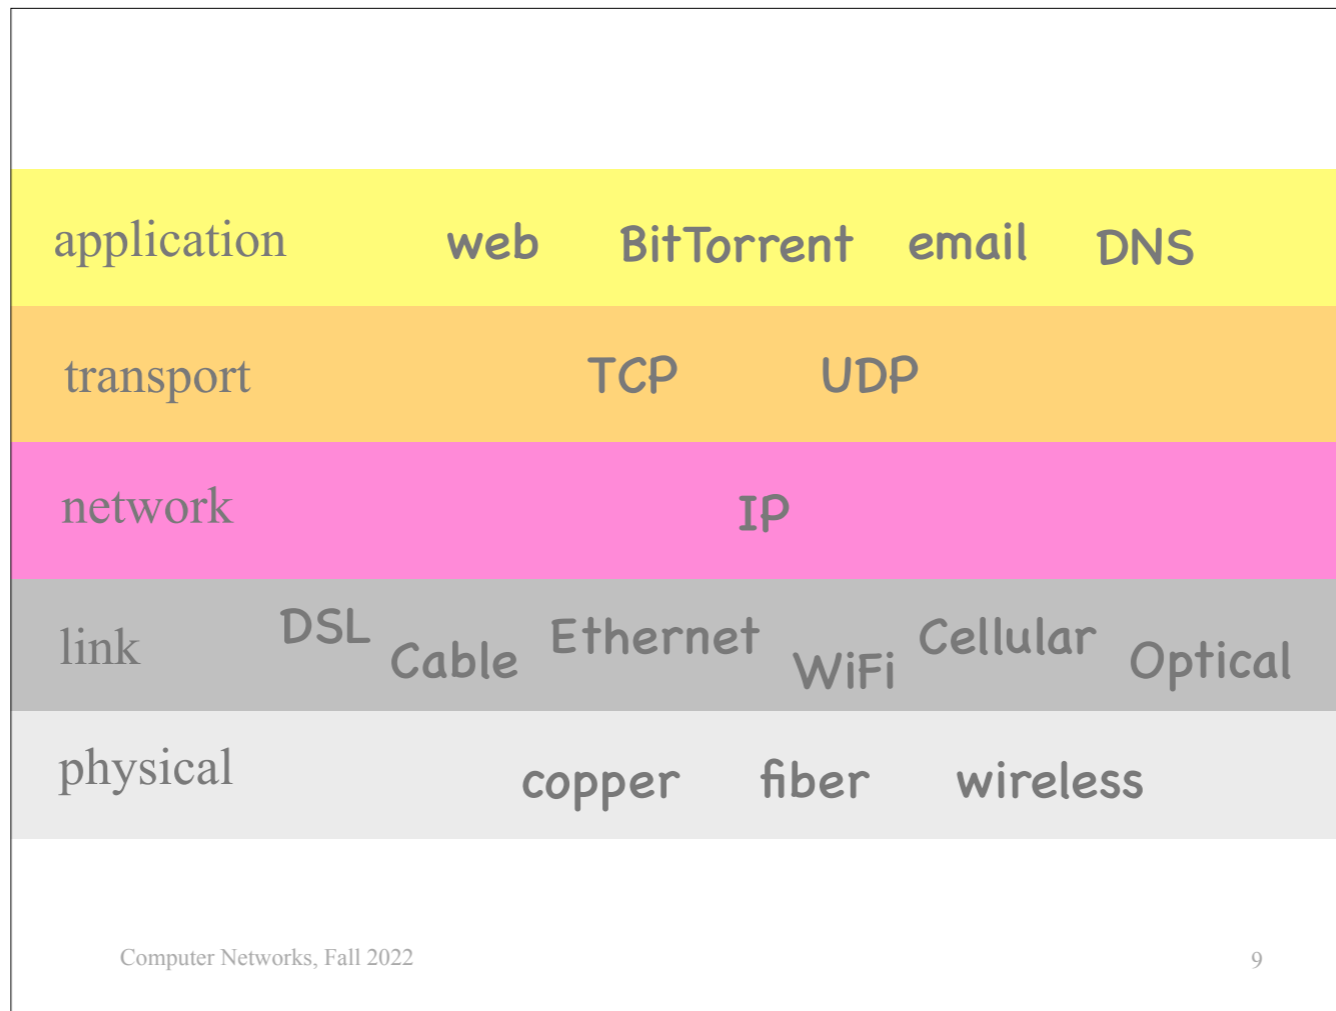 application web BitTorrent email DNS
transport TCP UDP
network IP
link DSL Cable Ethernet WiFi Cellular Optical
physical copper fiber wireless
Computer Networks, Fall 2022 9